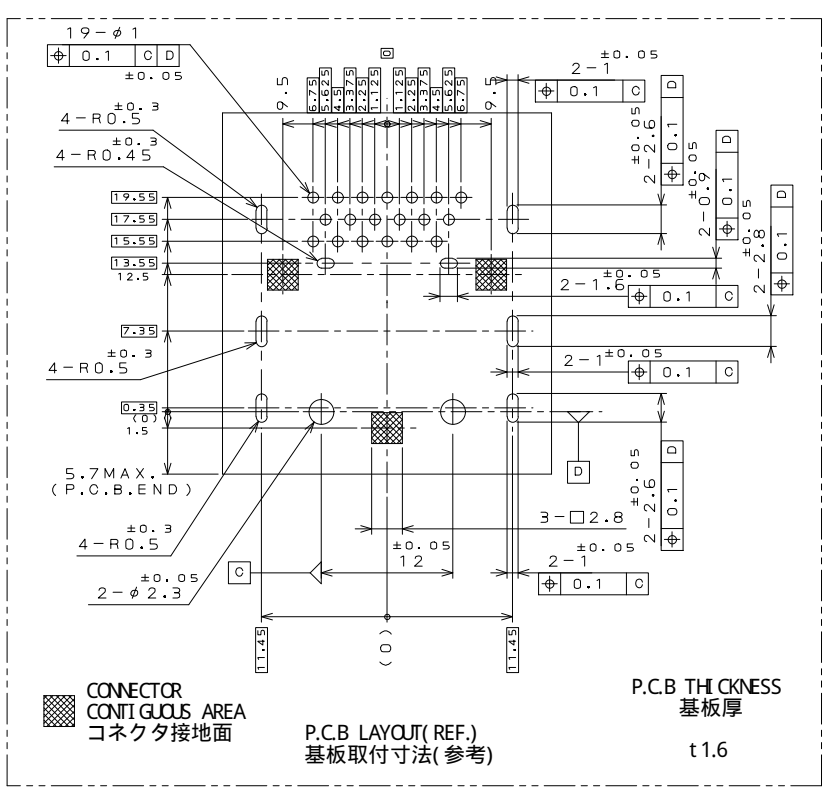 19-φ1
0.1 C D
±0.05
9.5
6.75
5.625
4.5
3.375
2.25
1.125
0
1.125
2.25
3.375
4.5
5.625
6.75
9.5
±0.05
2-1
0.1 C
±0.05
2-2.6
0.1 D
±0.05
2-0.9
0.1 D
±0.05
2-2.8
0.1 D
±0.3
4-R0.5
±0.3
4-R0.45
19.55
17.55
15.55
13.55
12.5
±0.05
2-1.6
0.1 C
7.35
±0.3
4-R0.5
±0.05
2-1
0.1 C
0.35
(0)
1.5
5.7MAX.
(P.C.B.END)
D
±0.05
2-2.6
0.1 D
3-□2.8
±0.3
4-R0.5
±0.05
12
±0.05
2-1
0.1 C
±0.05
2-φ2.3
C
11.45
(0)
11.45
CONNECTOR
CONTIGUOUS AREA
コネクタ接地面
P.C.B LAYOUT(REF.)
基板取付寸法(参考)
P.C.B THICKNESS
基板厚
t1.6